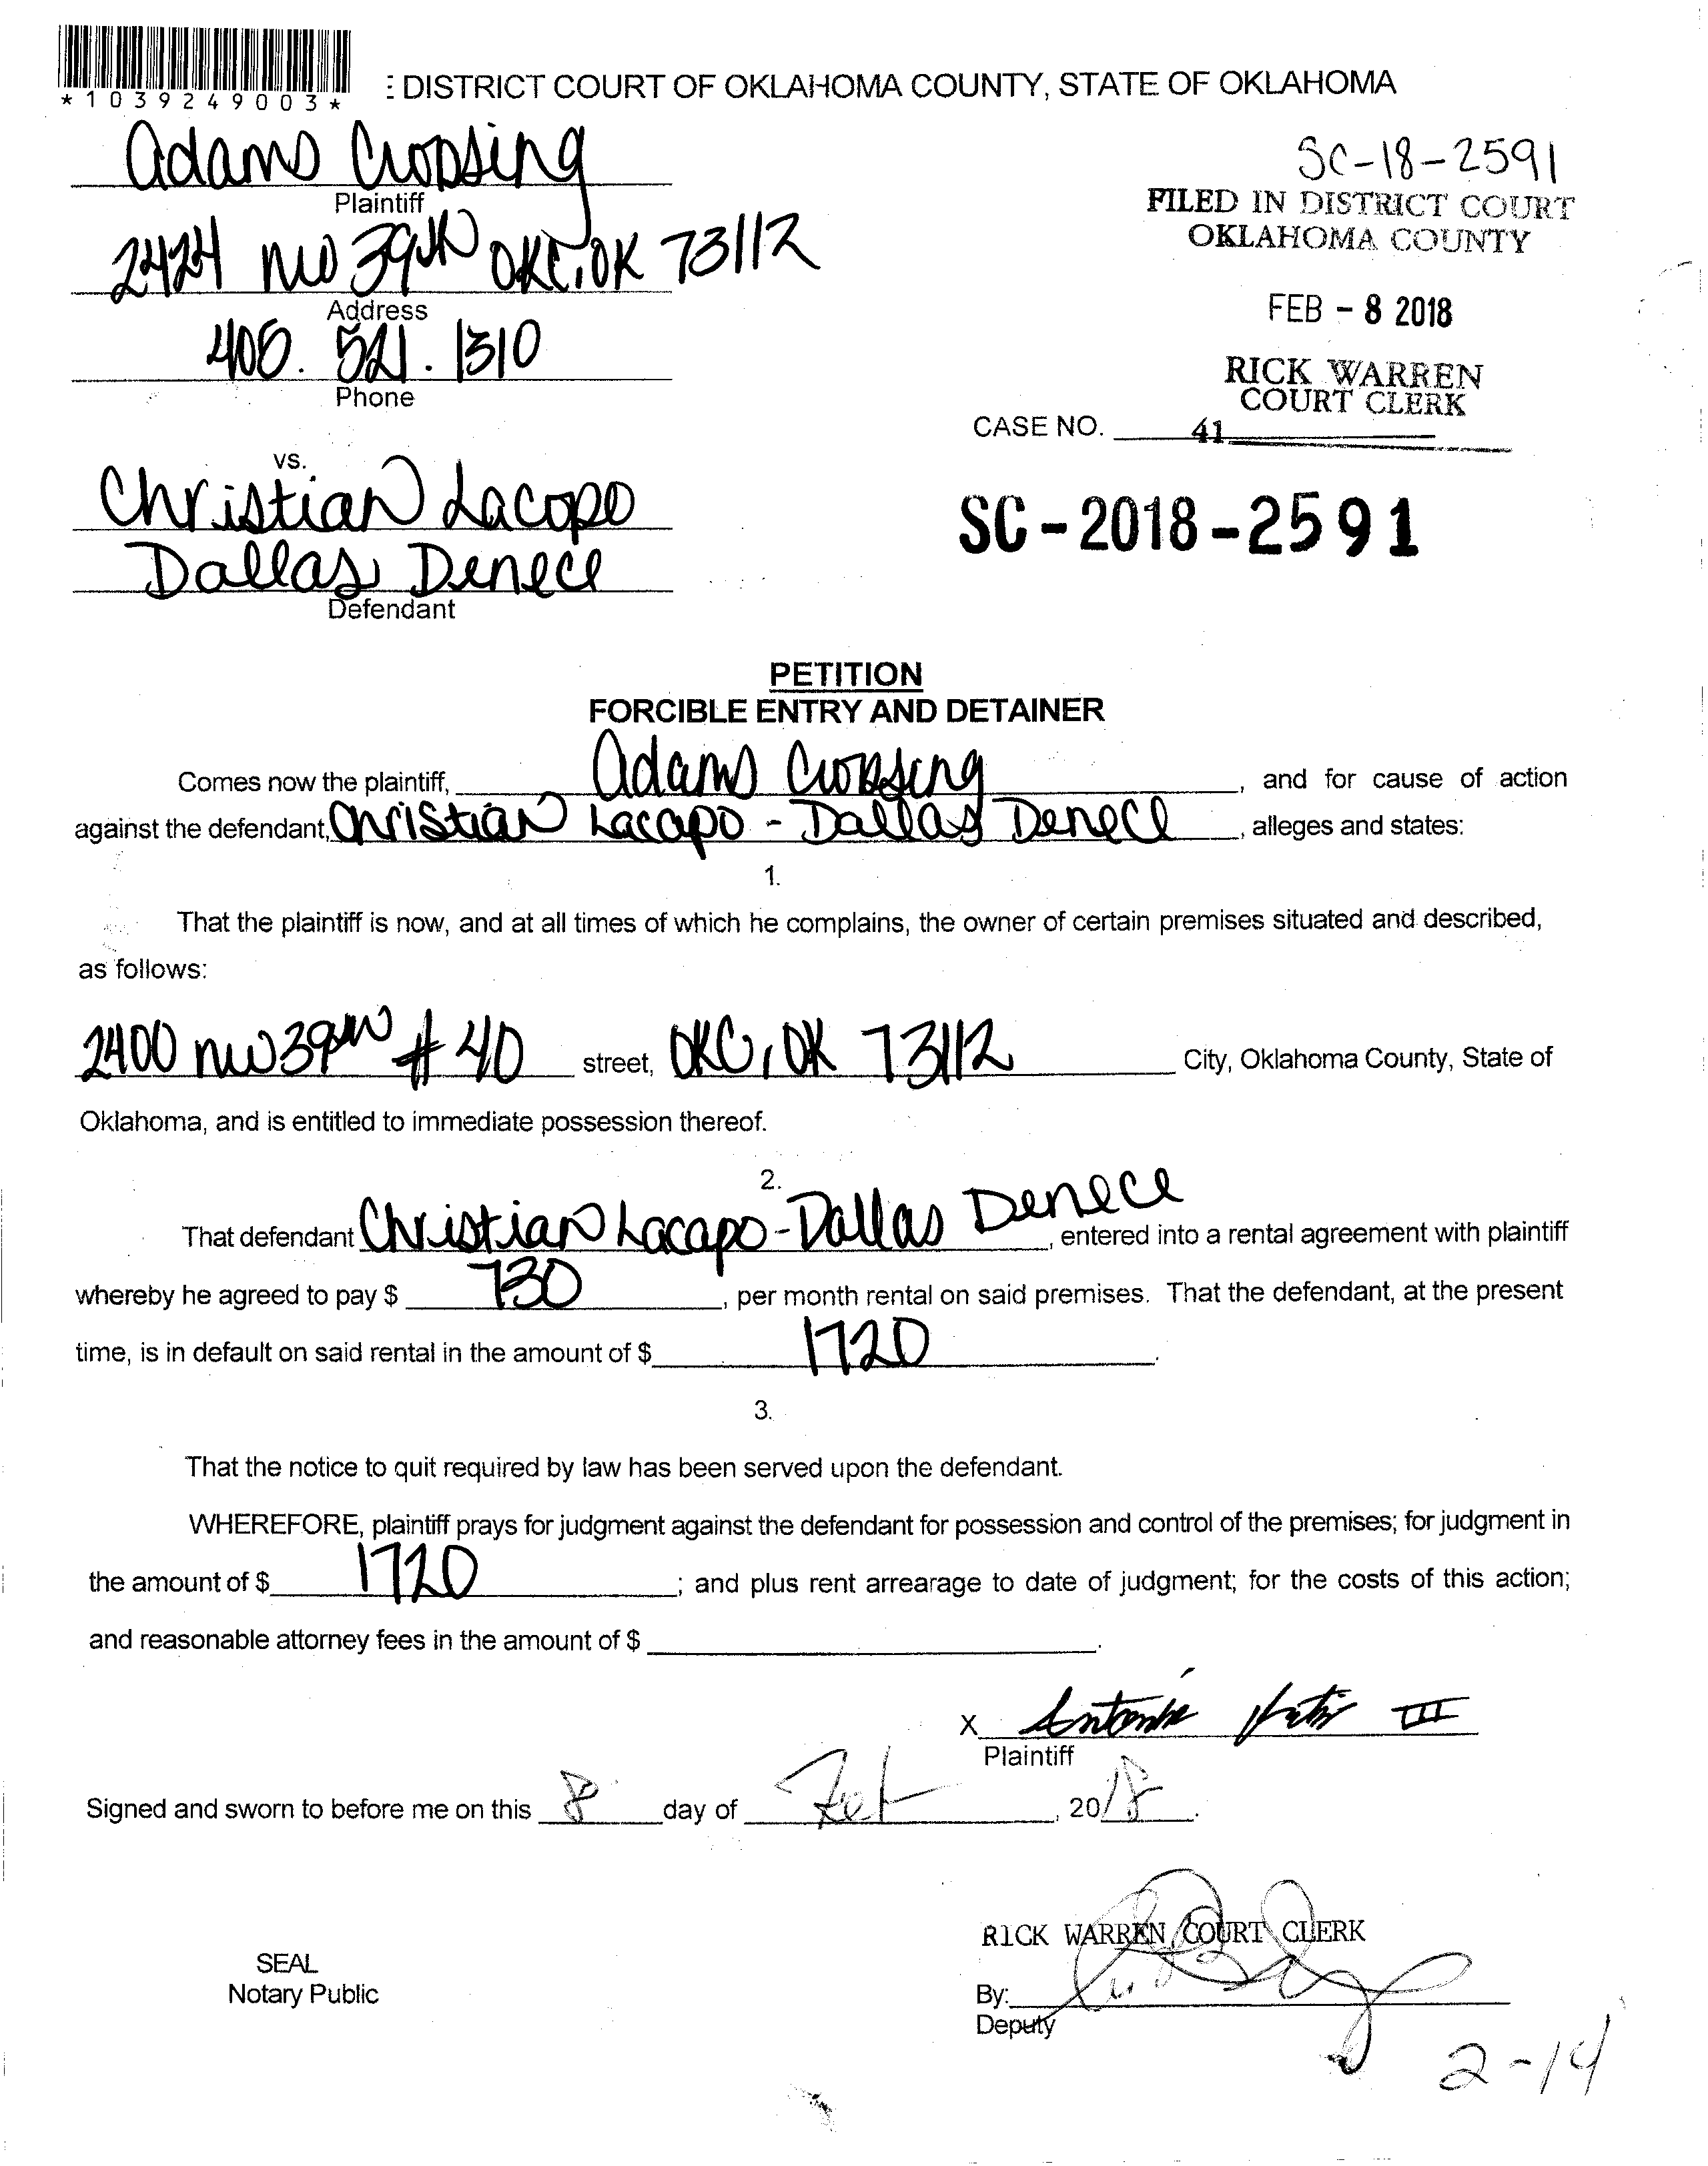 *1039249003*
: DISTRICT COURT OF OKLAHOMA COUNTY, STATE OF OKLAHOMA
Adams Crossing
Plaintiff
SC-18-2591
FILED IN DISTRICT COURT
OKLAHOMA COUNTY
2424 NW 39th OKC, OK 73112
Address
FEB - 8 2018
405. 521. 1310
Phone
RICK WARREN
COURT CLERK
CASE NO.
41
vs.
Christian Lacopo
Dallas Denece
Defendant
SC-2018-2591
PETITION
FORCIBLE ENTRY AND DETAINER
Comes now the plaintiff, Adams Crossing, and for cause of action
against the defendant, Christian Lacapo - Dallas Denece, alleges and states:
1.
That the plaintiff is now, and at all times of which he complains, the owner of certain premises situated and described,
as follows:
2400 NW 39th # 40 street, OKC, OK 73112 City, Oklahoma County, State of
Oklahoma, and is entitled to immediate possession thereof.
2.
That defendant Christian Lacapo - Dallas Denece, entered into a rental agreement with plaintiff
whereby he agreed to pay $ 730, per month rental on said premises. That the defendant, at the present
time, is in default on said rental in the amount of $ 1720.
3.
That the notice to quit required by law has been served upon the defendant.
WHEREFORE, plaintiff prays for judgment against the defendant for possession and control of the premises; for judgment in
the amount of $ 1720; and plus rent arrearage to date of judgment; for the costs of this action;
and reasonable attorney fees in the amount of $
X III
Plaintiff
Signed and sworn to before me on this 8 day of Feb, 2018.
RICK WARREN, COURT CLERK
SEAL
Notary Public
By:
Deputy
2-14